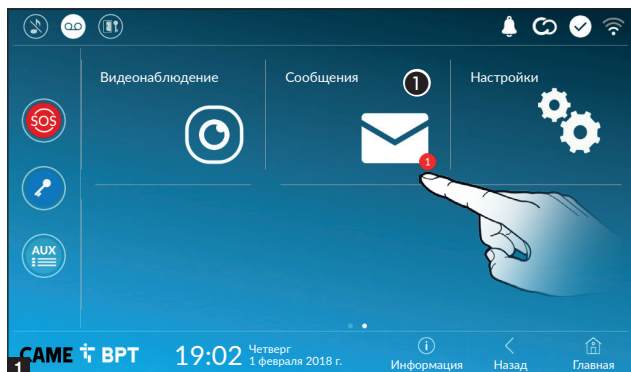 Видеонаблюдение
Сообщения
1
Настройки
SOS
1
AUX
CAME BPT
19:02
Четверг
1 февраля 2018 г.
Информация
Назад
Главная
1